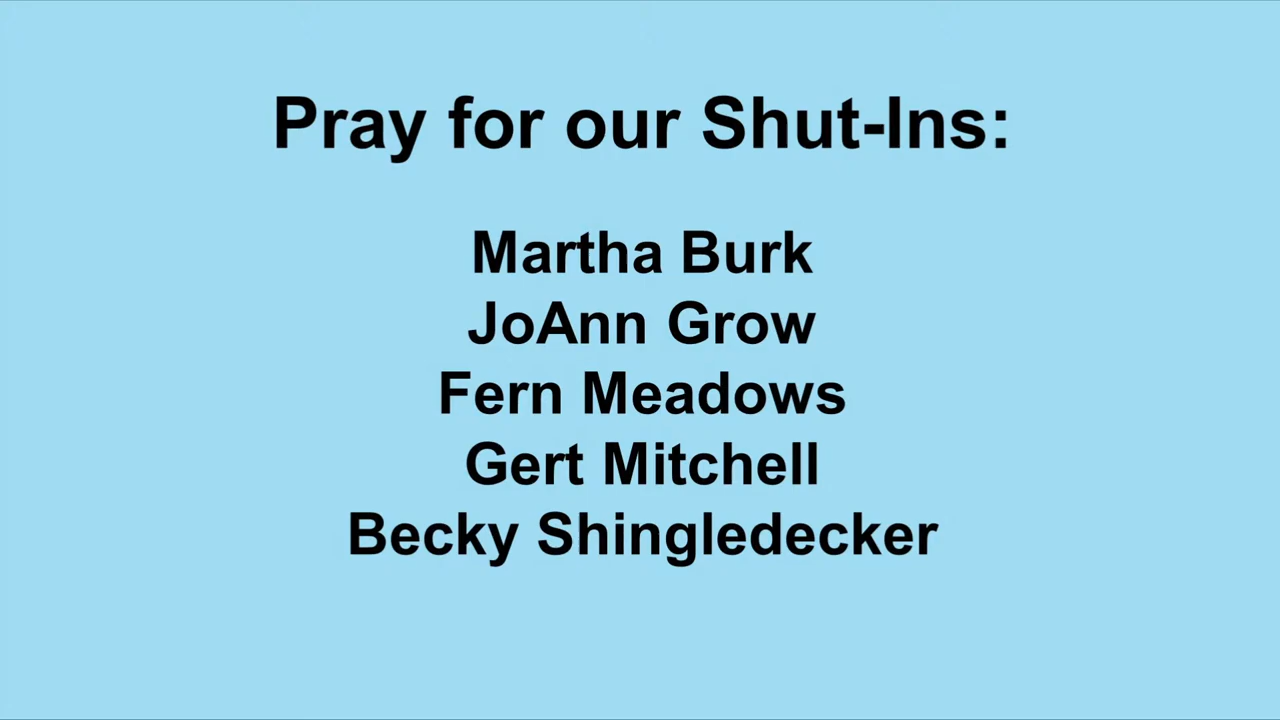 Pray for our Shut-Ins:
Martha Burk
JoAnn Grow
Fern Meadows
Gert Mitchell
Becky Shingledecker